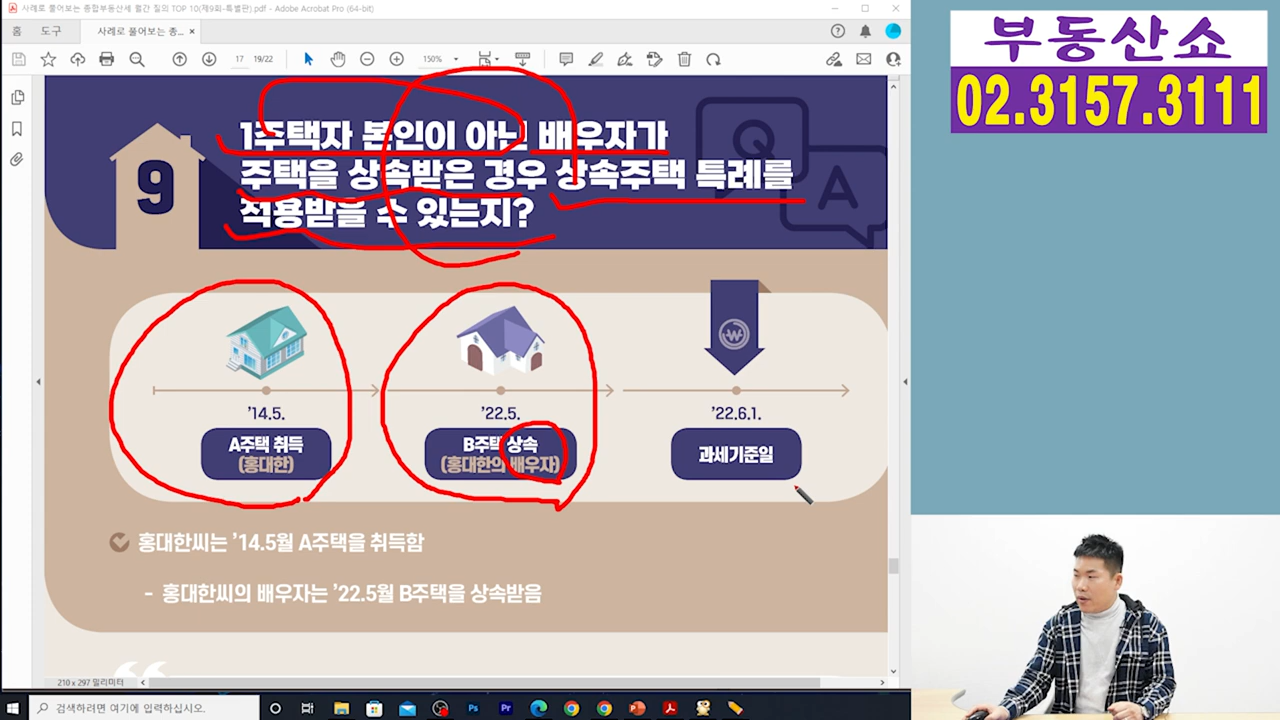 사례로 풀어보는 종합부동산세 월간 질의 TOP 10(제9회-특별판).pdf - Adobe Acrobat Pro (64-bit)
홈 도구 사례로 풀어보는 종... ×
17 19/22 150%
부동산쇼
02.3157.3111
9
1주택자 본인이 아닌 배우자가
주택을 상속받은 경우 상속주택 특례를
적용받을 수 있는지?
Q
A
'14.5. '22.5. '22.6.1.
A주택 취득
(홍대한)
B주택 상속
(홍대한의 배우자)
과세기준일
홍대한씨는 '14.5월 A주택을 취득함
- 홍대한씨의 배우자는 '22.5월 B주택을 상속받음
210 x 297 밀리미터
검색하려면 여기에 입력하십시오.